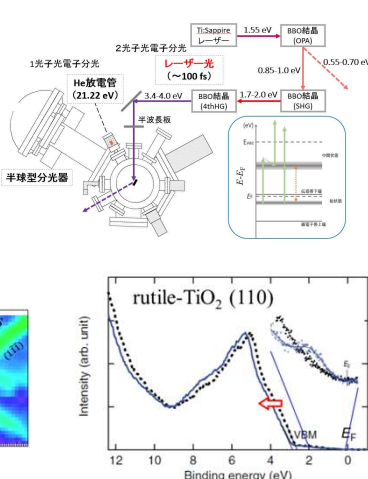 Ti:Sappire
レーザー
1.55 eV
BBO結晶
(OPA)
2光子光電子分光
1光子光電子分光
レーザー光
(～100 fs)
0.85-1.0 eV
0.55-0.70 eV
He放電管
(21.22 eV)
3.4-4.0 eV
BBO結晶
(4thHG)
1.7-2.0 eV
BBO結晶
(SHG)
半波長板
半球型分光器
(eV)
E-EF
中間状態
伝導帯下端
始状態
価電子帯上端
rutile-TiO2 (110)
Intensity (arb. unit)
EF
VBM
EF
12 10 8 6 4 2 0
Binding energy (eV)